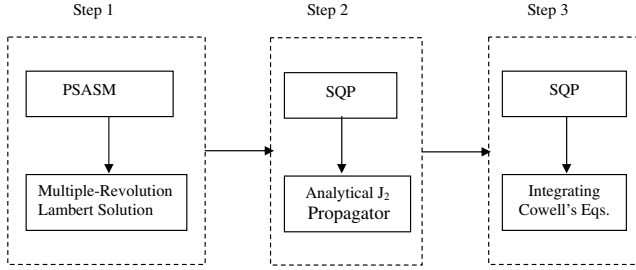 Step 1
Step 2
Step 3
PSASM
SQP
SQP
Multiple-Revolution
Lambert Solution
Analytical J₂
Propagator
Integrating
Cowell's Eqs.